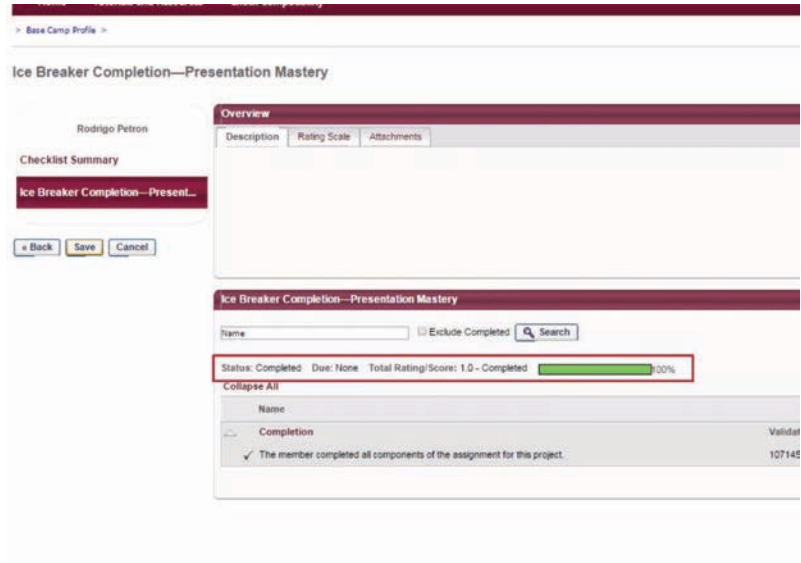 > Base Camp Profile >
Ice Breaker Completion—Presentation Mastery
Rodrigo Petron
Checklist Summary
Ice Breaker Completion—Present...
« Back Save Cancel
Overview
Description Rating Scale Attachments
Ice Breaker Completion—Presentation Mastery
Name Exclude Completed Search
Status: Completed Due: None Total Rating/Score: 1.0 - Completed 100%
Collapse All
Name
Completion Validat
The member completed all components of the assignment for this project. 107145